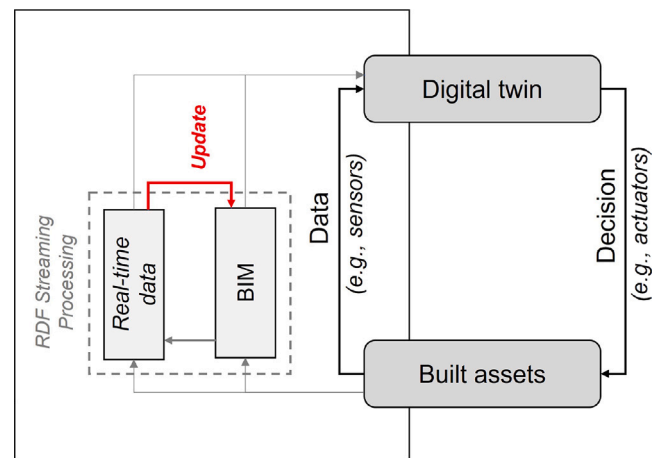 Digital twin
Update
RDF Streaming
Processing
Real-time
data
BIM
Data
(e.g., sensors)
Decision
(e.g., actuators)
Built assets